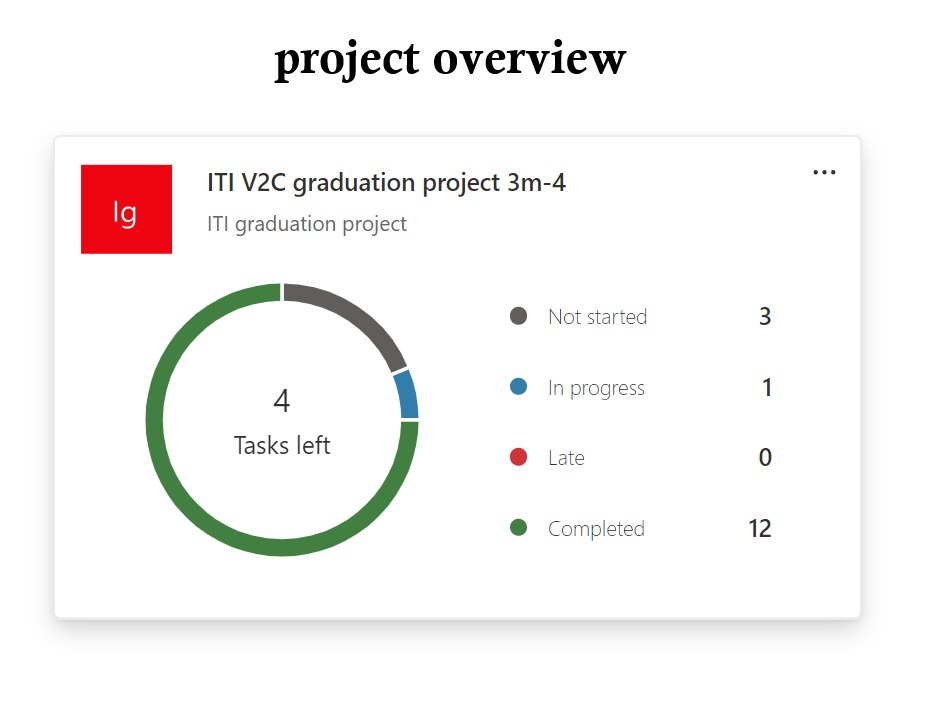 project overview
Ig
ITI V2C graduation project 3m-4
...
ITI graduation project
4
Tasks left
Not started 3
In progress 1
Late 0
Completed 12